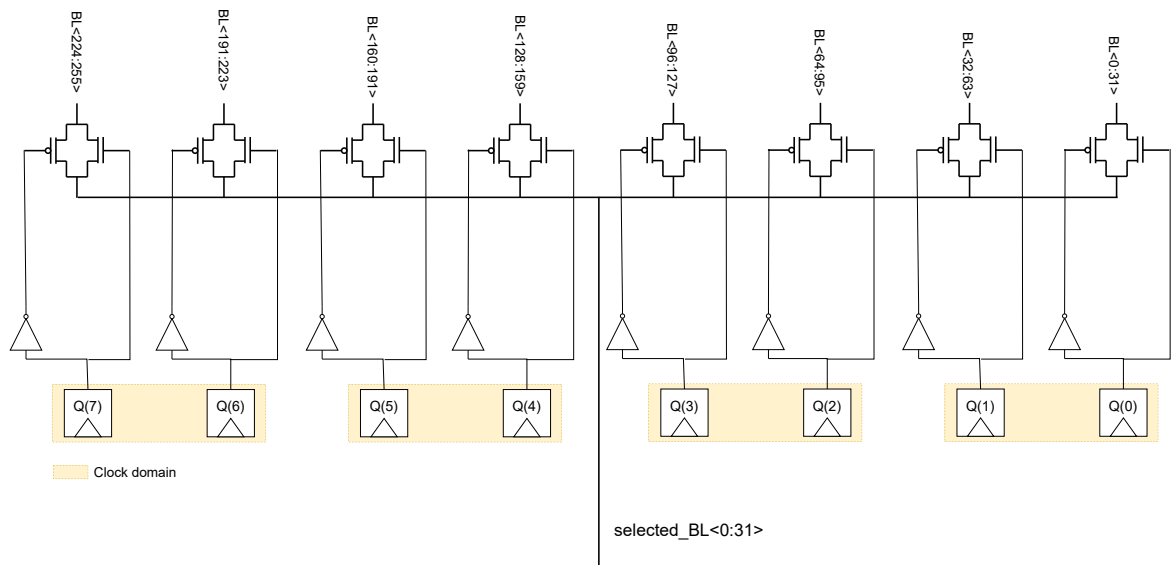 BL<224:255>
BL<191:223>
BL<160:191>
BL<128:159>
BL<96:127>
BL<64:95>
BL<32:63>
BL<0:31>
Q(7)
Q(6)
Q(5)
Q(4)
Q(3)
Q(2)
Q(1)
Q(0)
Clock domain
selected_BL<0:31>